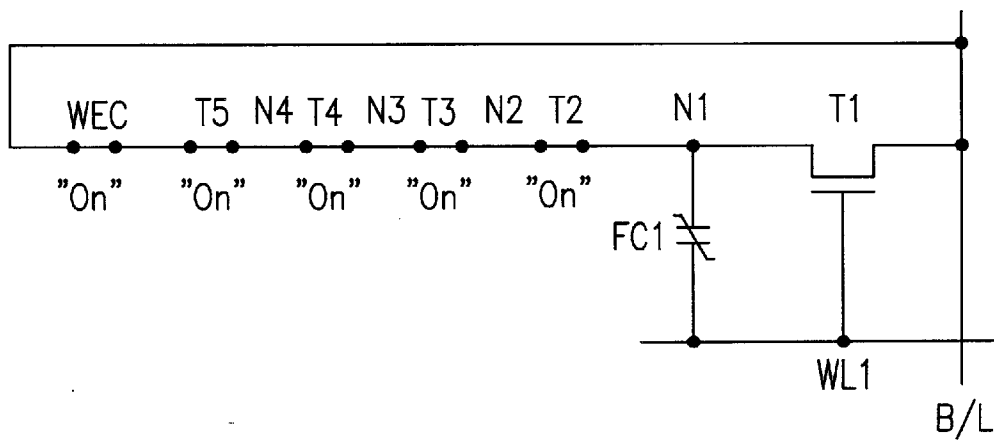 WEC T5 N4 T4 N3 T3 N2 T2 N1 T1
"On" "On" "On" "On" "On"
FC1
WL1
B/L